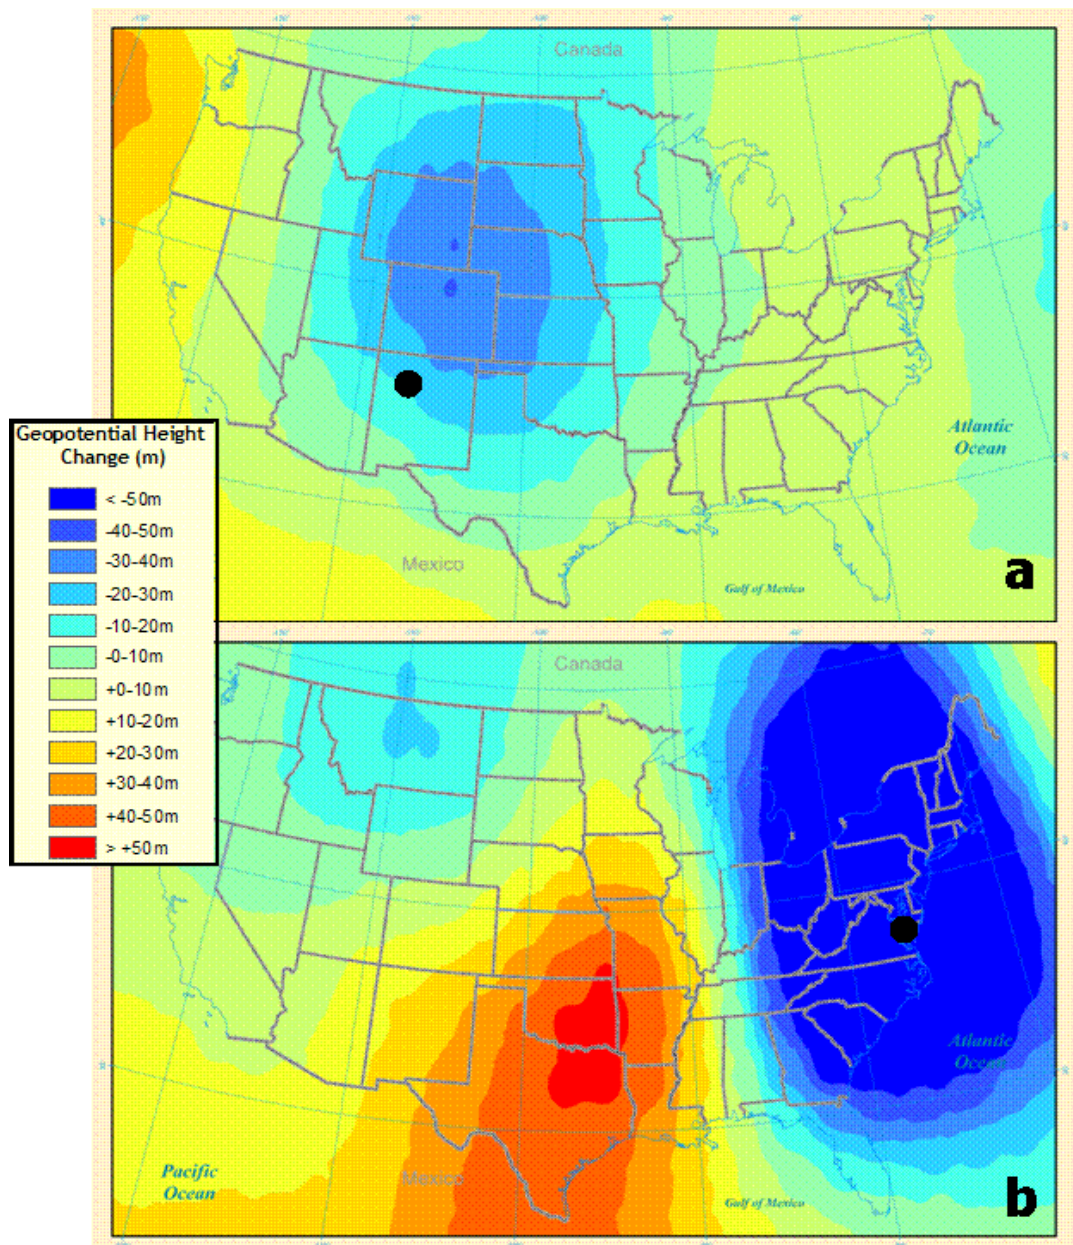 Canada
Atlantic
Ocean
Mexico
Gulf of Mexico
a
Geopotential Height
Change (m)
< -50m
-40-50m
-30-40m
-20-30m
-10-20m
-0-10m
+0-10m
+10-20m
+20-30m
+30-40m
+40-50m
> +50m
Canada
Atlantic
Ocean
Pacific
Ocean
Mexico
Gulf of Mexico
b